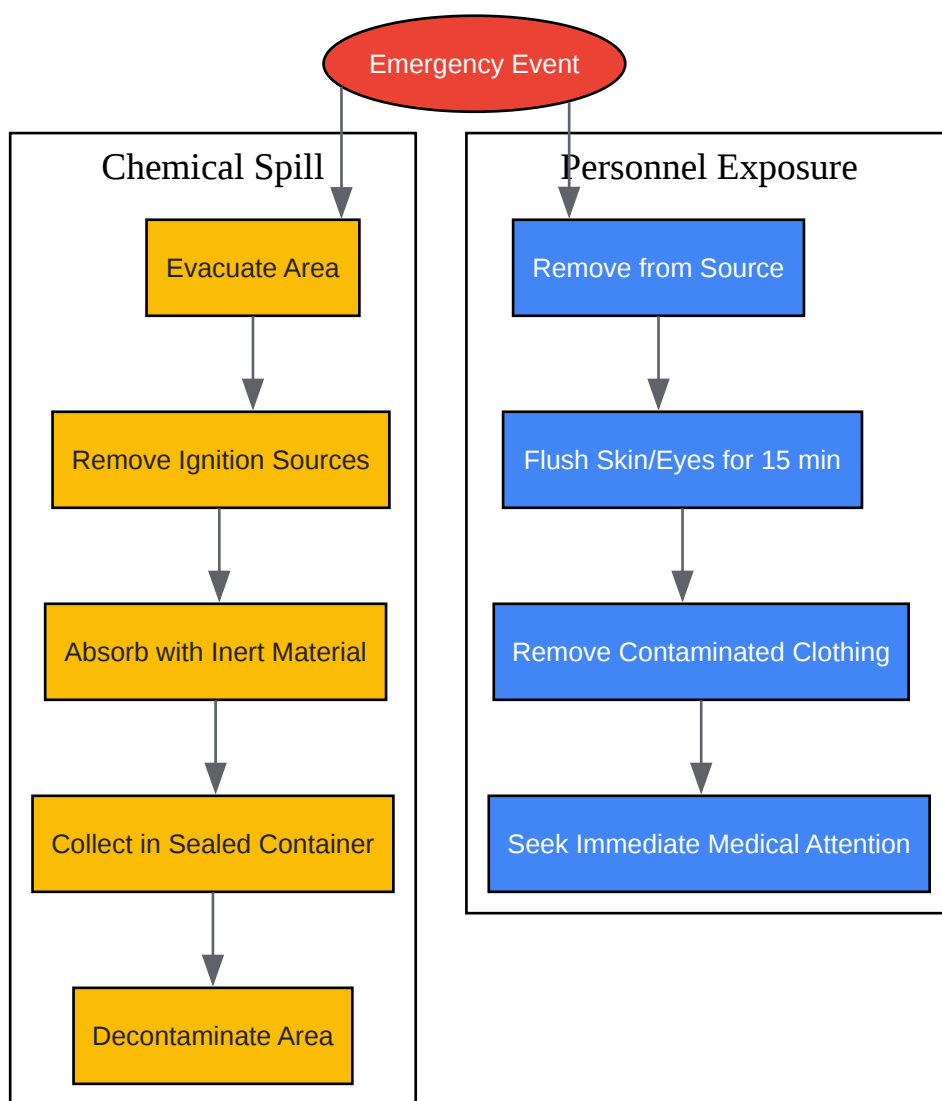 Emergency Event
Chemical Spill
Evacuate Area
Remove Ignition Sources
Absorb with Inert Material
Collect in Sealed Container
Decontaminate Area
Personnel Exposure
Remove from Source
Flush Skin/Eyes for 15 min
Remove Contaminated Clothing
Seek Immediate Medical Attention